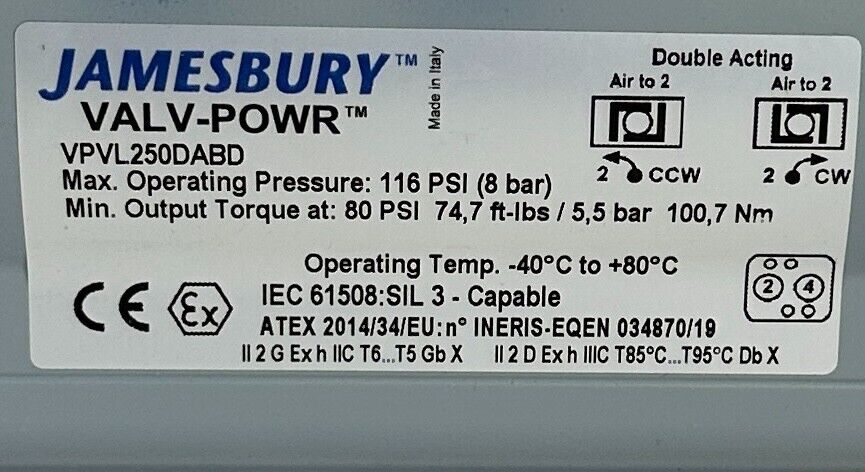 JAMESBURY™
VALV-POWR™
Made in Italy
VPVL250DABD
Max. Operating Pressure: 116 PSI (8 bar)
Min. Output Torque at: 80 PSI 74,7 ft-lbs / 5,5 bar 100,7 Nm
Double Acting
Air to 2 Air to 2
2 CCW 2 CW
Operating Temp. -40°C to +80°C
IEC 61508:SIL 3 - Capable
ATEX 2014/34/EU:n° INERIS-EQEN 034870/19
II 2 G Ex h IIC T6...T5 Gb X II 2 D Ex h IIIC T85°C...T95°C Db X
CE Ex
2 4